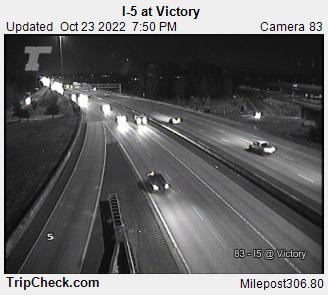 I-5 at Victory
Updated Oct 23 2022 7:50 PM Camera 83
S
83 - I5 @ Victory
TripCheck.com Milepost306.80